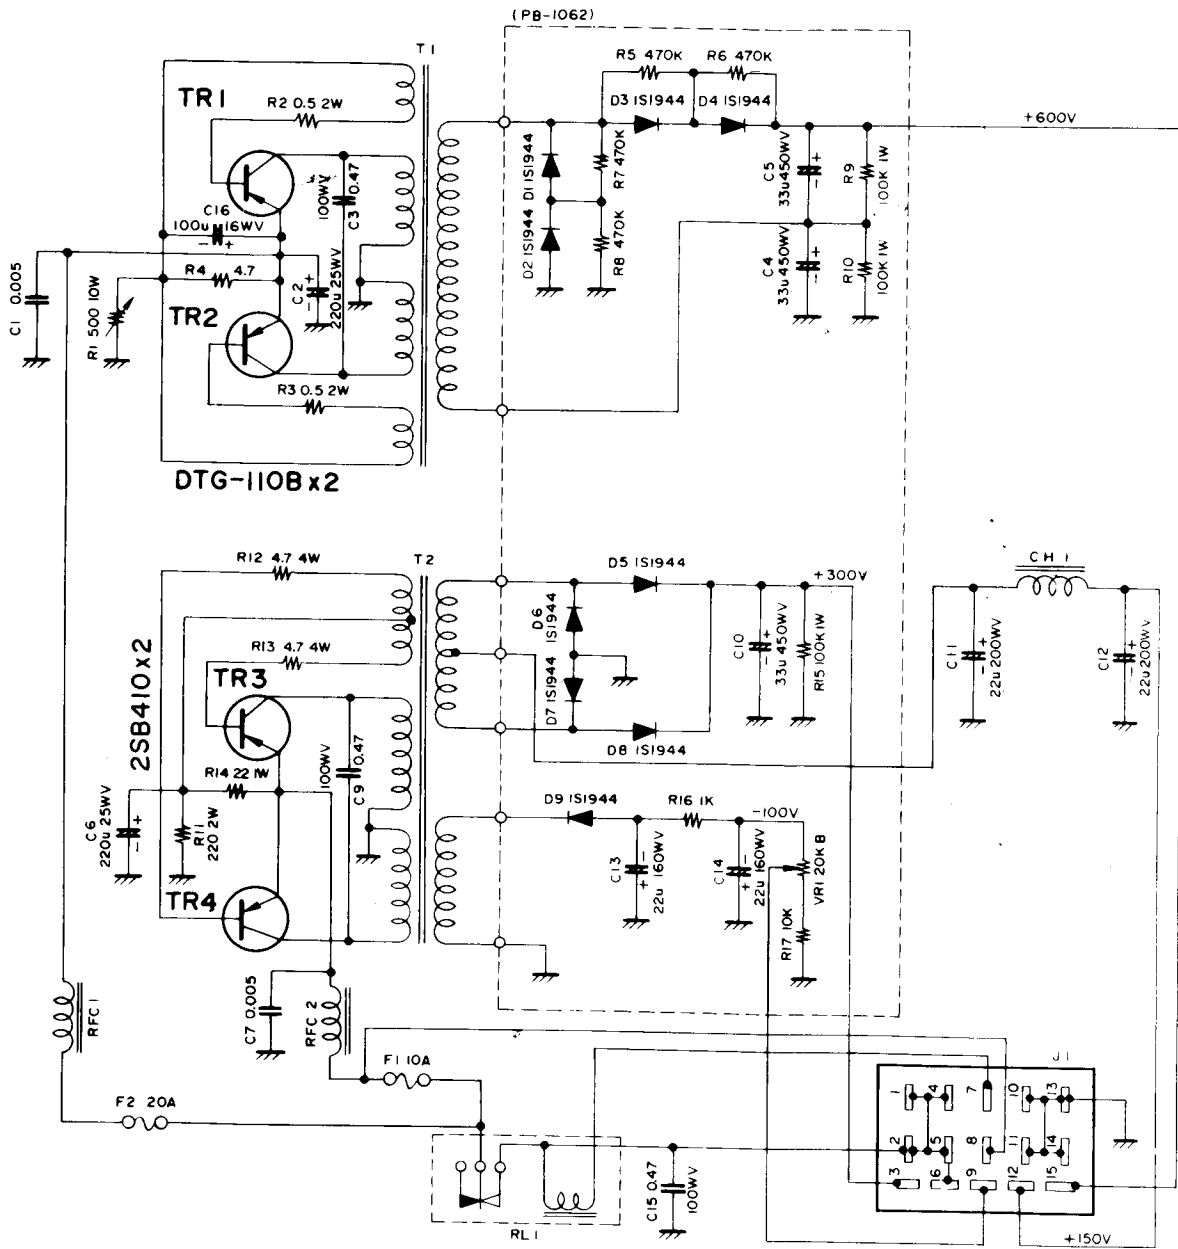 (PB-1062)
T1
R5 470K
R6 470K
TR1
R2 0.5 2W
D3 1S1944
D4 1S1944
+600V
D1 1S1944
R7 470K
C5
33u 450WV
+
-
R9
100K 1W
100WV
C3 0.47
C16
100u 16WV
- +
D2 1S1944
R8 470K
C4
33u 450WV
+
-
R10
100K 1W
R4 4.7
C1 0.005
R1 500 10W
C2
220u 25WV
+
-
TR2
R3 0.5 2W
DTG-110B x 2
R12 4.7 4W
T2
D5 1S1944
+300V
CH 1
D6
1S1944
R13 4.7 4W
C10
33u 450WV
+
-
R15 100K 1W
C11
22u 200WV
+
-
C12
22u 200WV
+
-
TR3
2SB410 x 2
D7 1S1944
D8 1S1944
100WV
C9 0.47
R14 22 1W
C6
220u 25WV
+
-
R11
220 2W
D9 1S1944
R16 1K
-100V
C13
22u 160WV
-
+
C14
22u 160WV
-
+
VR1 20K B
R17 10K
TR4
C7 0.005
RFC 2
RFC 1
F1 10A
F2 20A
J1
1
4
7
10
13
2
5
8
11
14
3
6
9
12
15
RL 1
C15 0.47
100WV
+150V